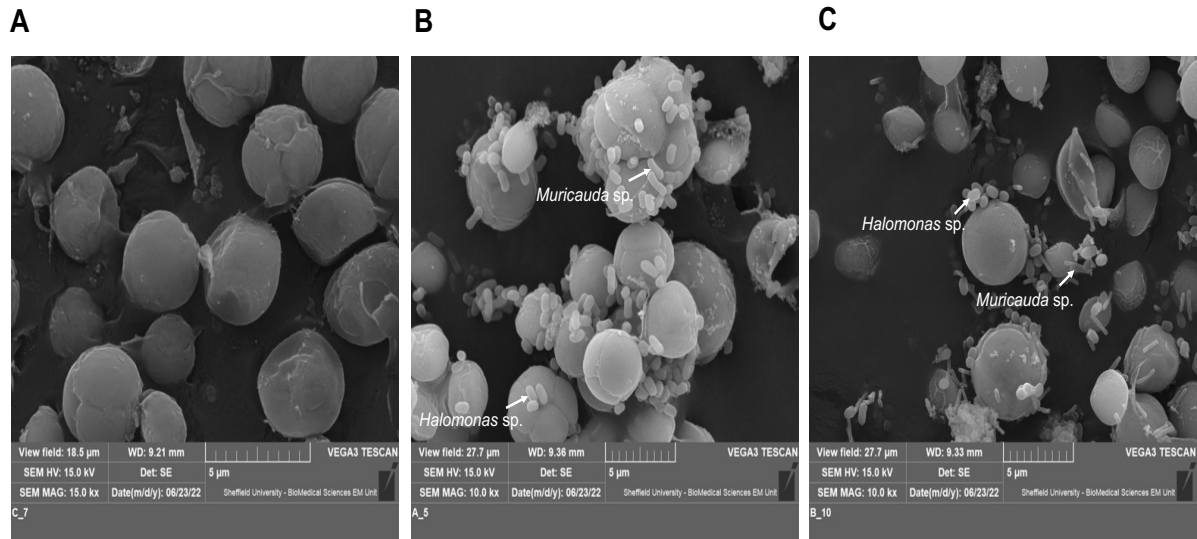 A
B
C
Muricauda sp.
Halomonas sp.
Halomonas sp.
Muricauda sp.
View field: 18.5 µm WD: 9.21 mm VEGA3 TESCAN
SEM HV: 15.0 kV Det: SE 5 µm
SEM MAG: 15.0 kx Date(m/d/y): 06/23/22 Sheffield University - BioMedical Sciences EM Unit
C_7
View field: 27.7 µm WD: 9.36 mm VEGA3 TESCAN
SEM HV: 15.0 kV Det: SE 5 µm
SEM MAG: 10.0 kx Date(m/d/y): 06/23/22 Sheffield University - BioMedical Sciences EM Unit
A_5
View field: 27.7 µm WD: 9.33 mm VEGA3 TESCAN
SEM HV: 15.0 kV Det: SE 5 µm
SEM MAG: 10.0 kx Date(m/d/y): 06/23/22 Sheffield University - BioMedical Sciences EM Unit
B_10